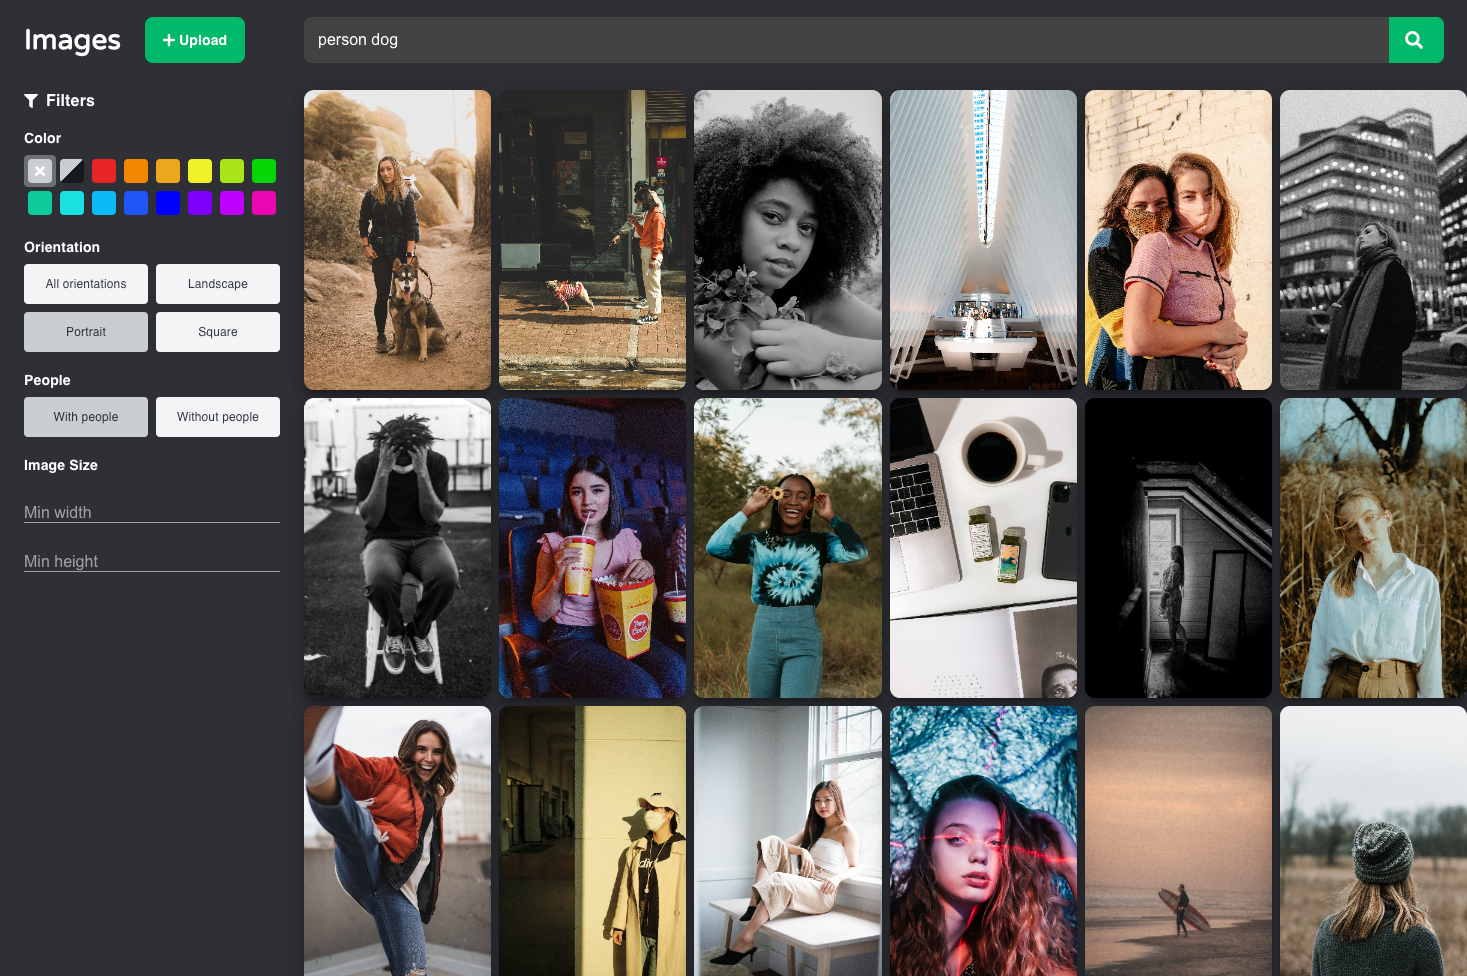 Images
Upload
person dog
Filters
Color
Orientation
All orientations
Landscape
Portrait
Square
People
With people
Without people
Image Size
Min width
Min height